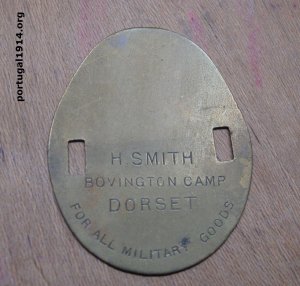 portugal1914.org
H SMITH
BOVINGTON CAMP
DORSET
FOR ALL MILITARY GOODS